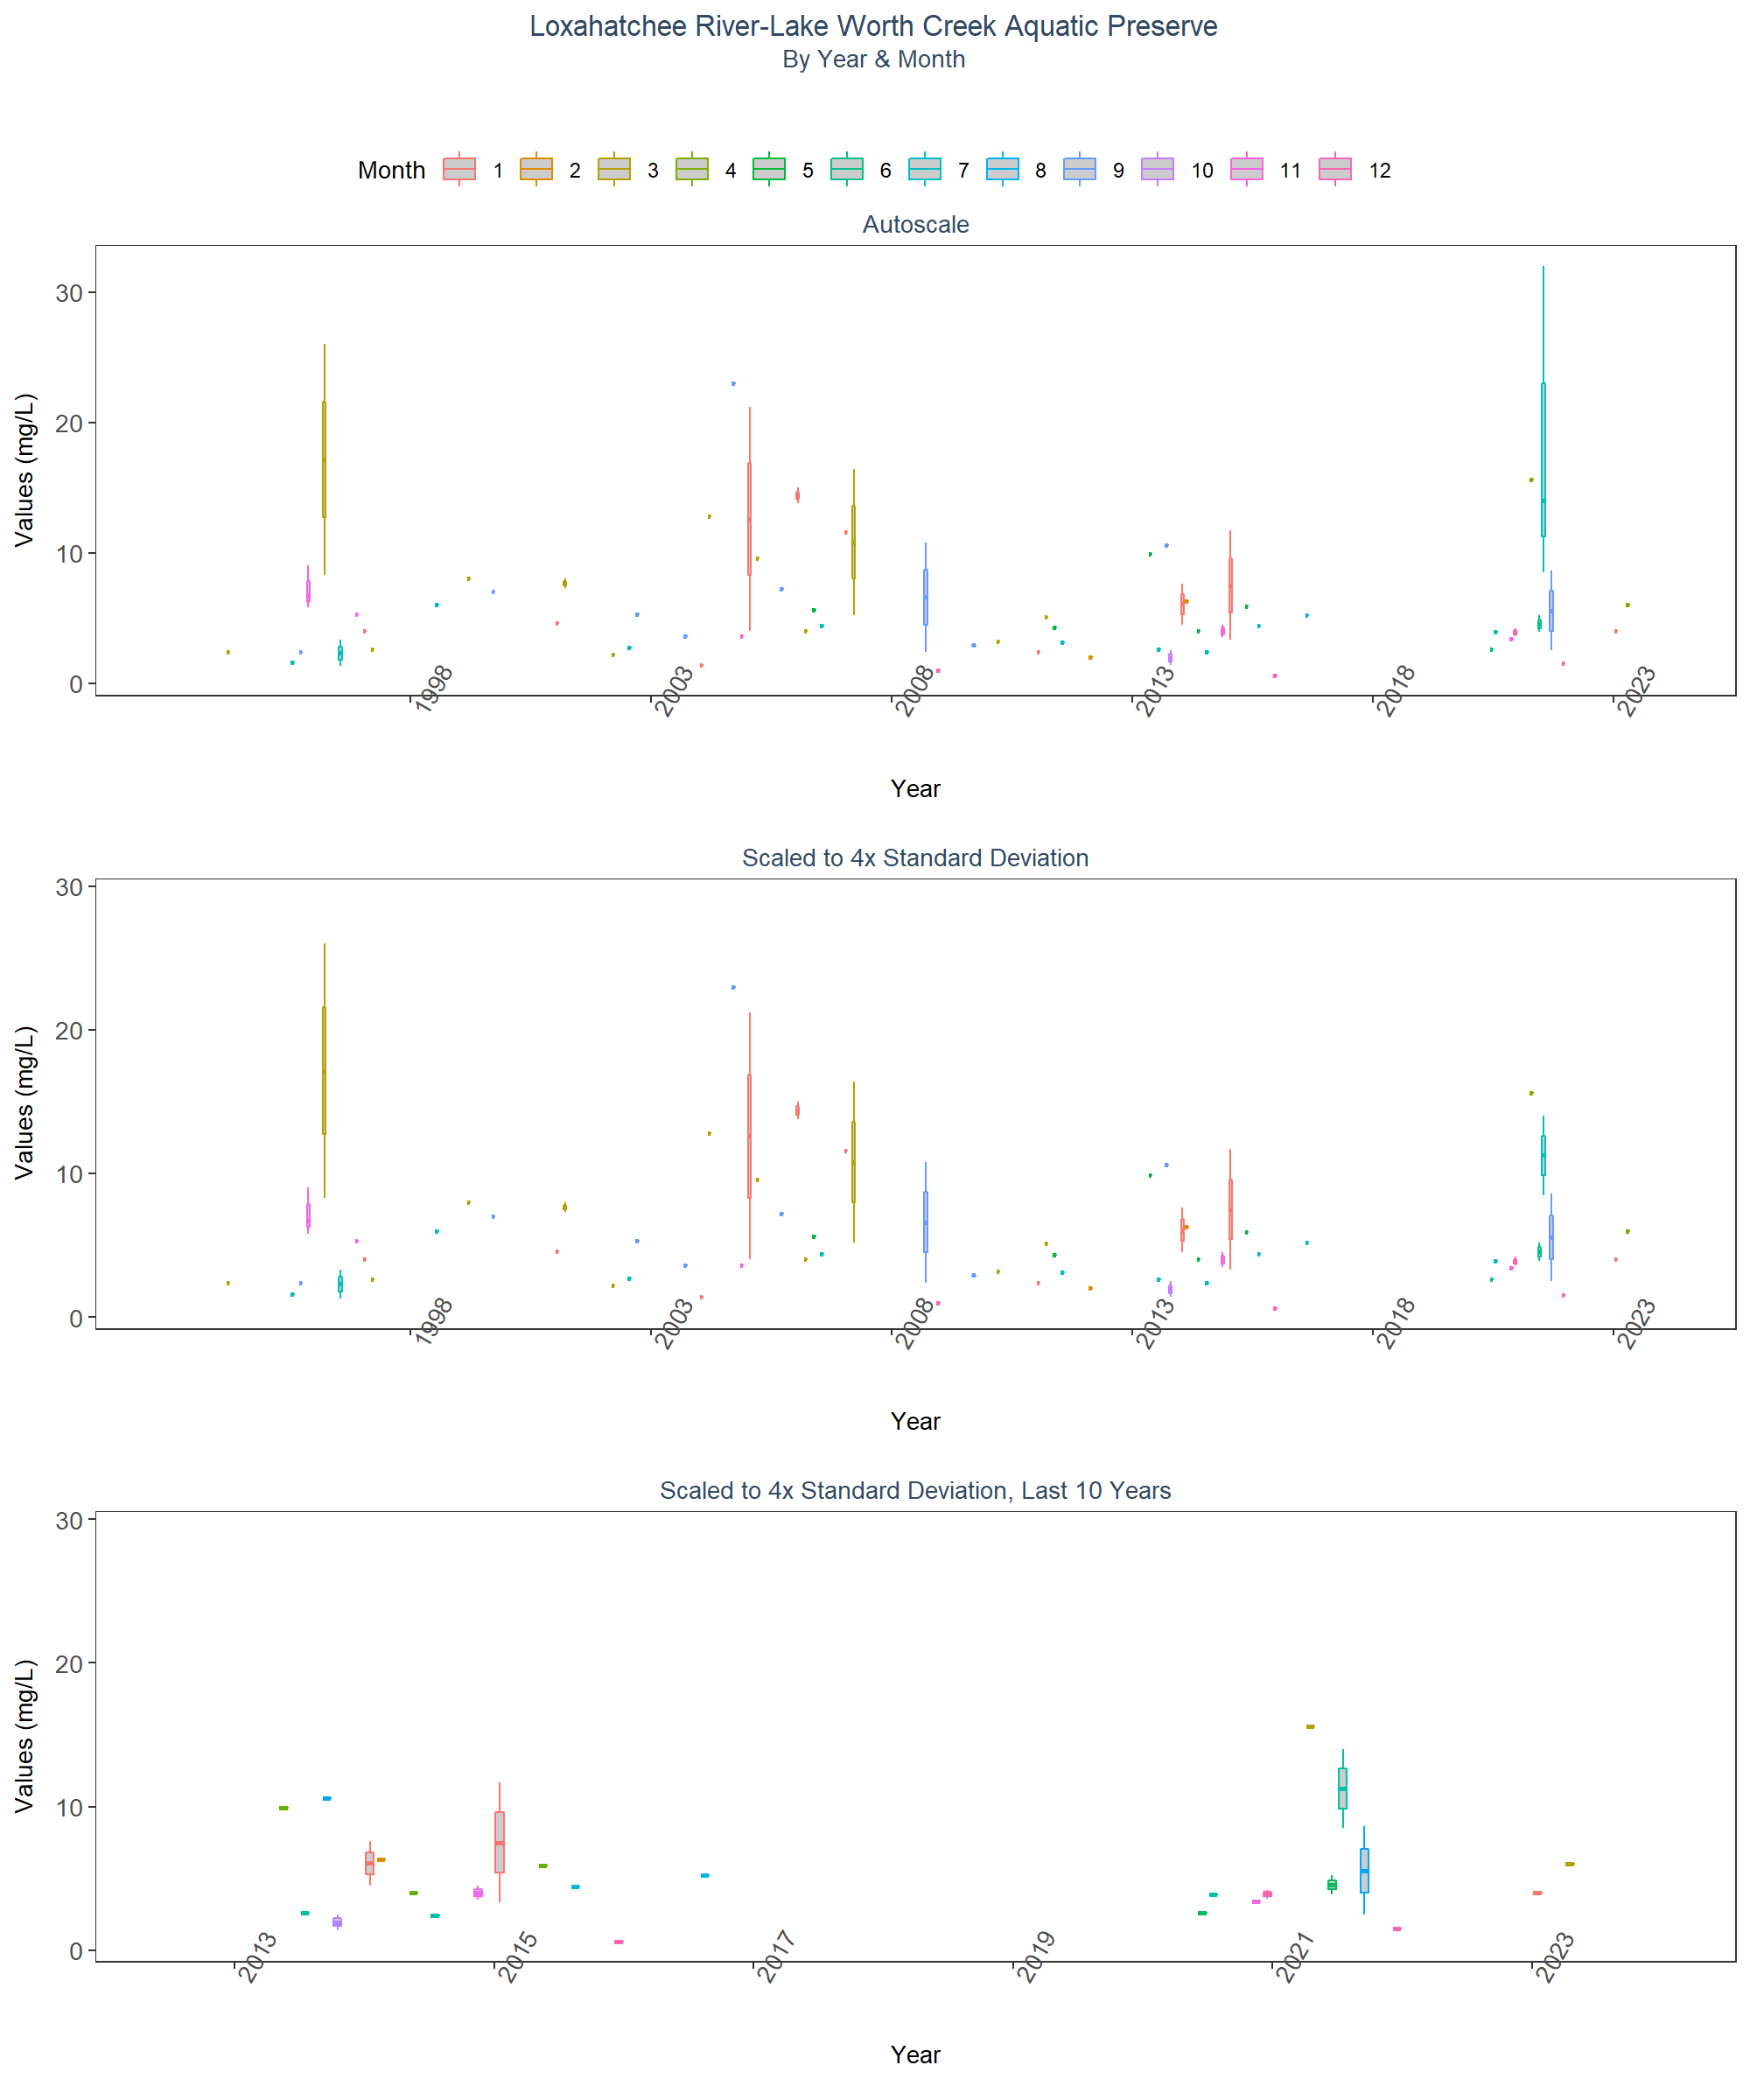 Loxahatchee River-Lake Worth Creek Aquatic Preserve
By Year & Month
Month 1 2 3 4 5 6 7 8 9 10 11 12
Autoscale
Values (mg/L)
30
20
10
0
1998 2003 2008 2013 2018 2023
Year
Scaled to 4x Standard Deviation
Values (mg/L)
30
20
10
0
1998 2003 2008 2013 2018 2023
Year
Scaled to 4x Standard Deviation, Last 10 Years
Values (mg/L)
30
20
10
0
2013 2015 2017 2019 2021 2023
Year